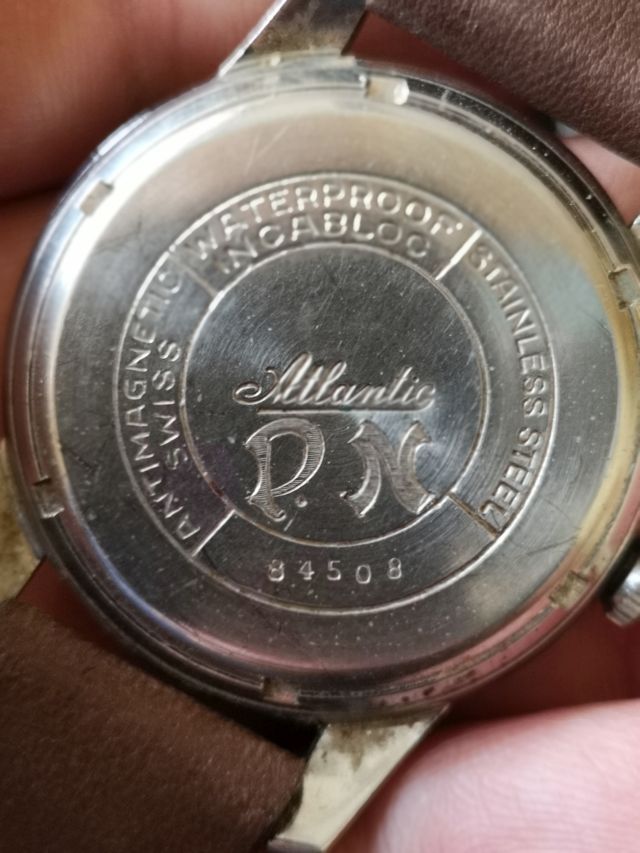 WATERPROOF
INCABLOC
STAINLESS STEEL
ANTIMAGNETIC
SWISS
Atlantic
P.N
84508